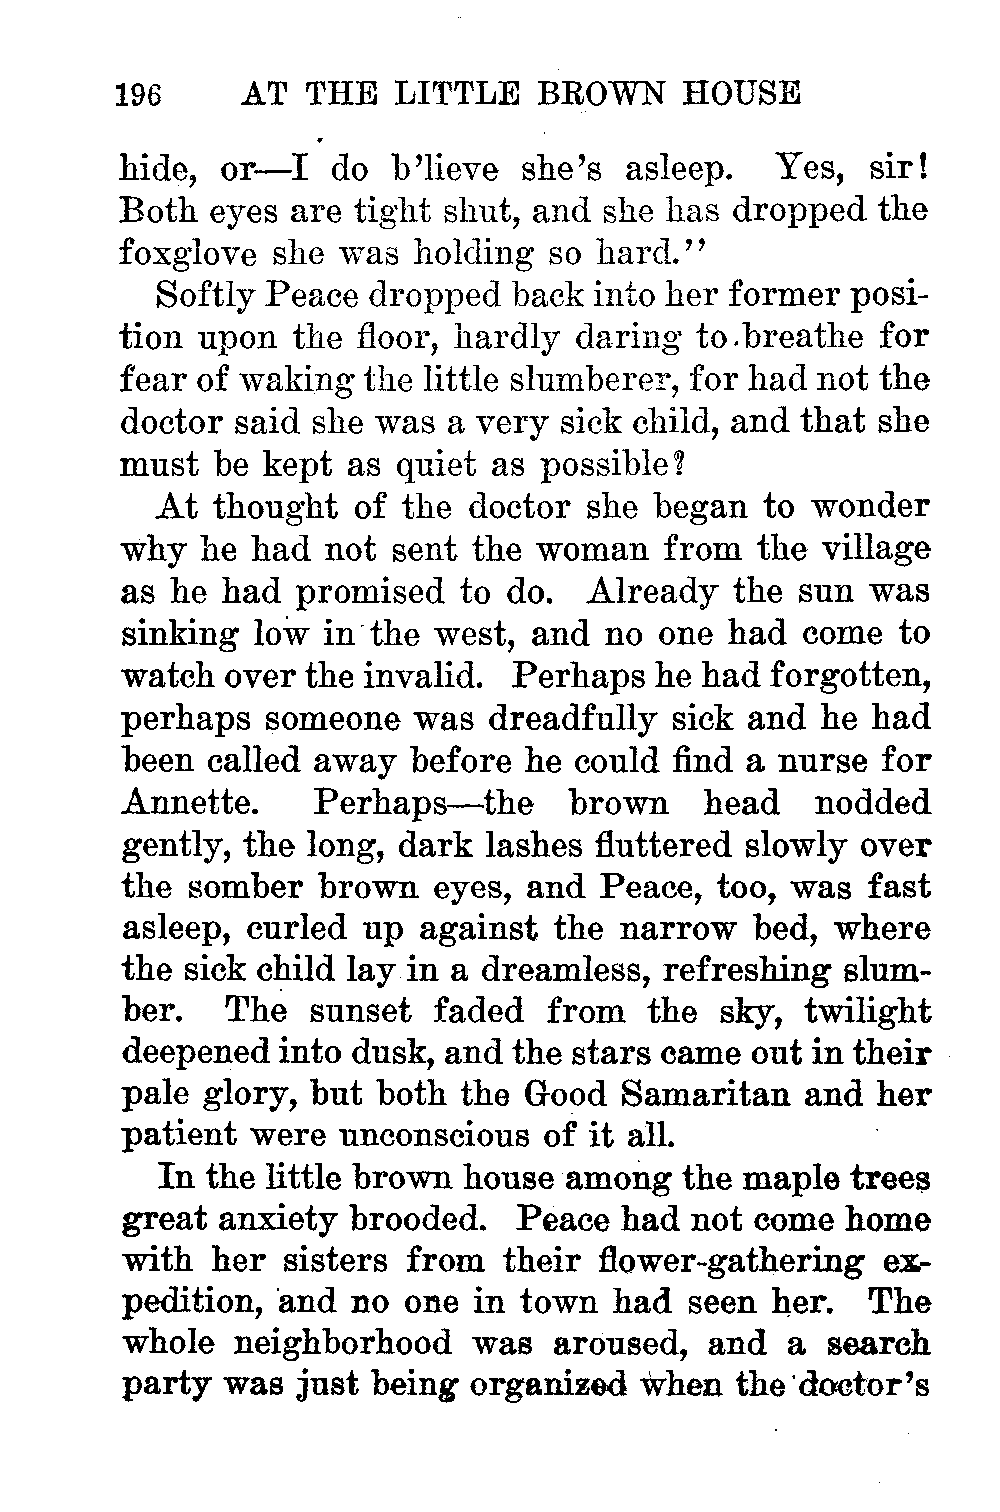 196 AT THE LITTLE BROWN HOUSE
hide, or—I do b'lieve she's asleep. Yes, sir!
Both eyes are tight shut, and she has dropped the
foxglove she was holding so hard."
Softly Peace dropped back into her former posi-
tion upon the floor, hardly daring to breathe for
fear of waking the little slumberer, for had not the
doctor said she was a very sick child, and that she
must be kept as quiet as possible?
At thought of the doctor she began to wonder
why he had not sent the woman from the village
as he had promised to do. Already the sun was
sinking low in the west, and no one had come to
watch over the invalid. Perhaps he had forgotten,
perhaps someone was dreadfully sick and he had
been called away before he could find a nurse for
Annette. Perhaps—the brown head nodded
gently, the long, dark lashes fluttered slowly over
the somber brown eyes, and Peace, too, was fast
asleep, curled up against the narrow bed, where
the sick child lay in a dreamless, refreshing slum-
ber. The sunset faded from the sky, twilight
deepened into dusk, and the stars came out in their
pale glory, but both the Good Samaritan and her
patient were unconscious of it all.
In the little brown house among the maple trees
great anxiety brooded. Peace had not come home
with her sisters from their flower-gathering ex-
pedition, and no one in town had seen her. The
whole neighborhood was aroused, and a search
party was just being organized when the doctor's